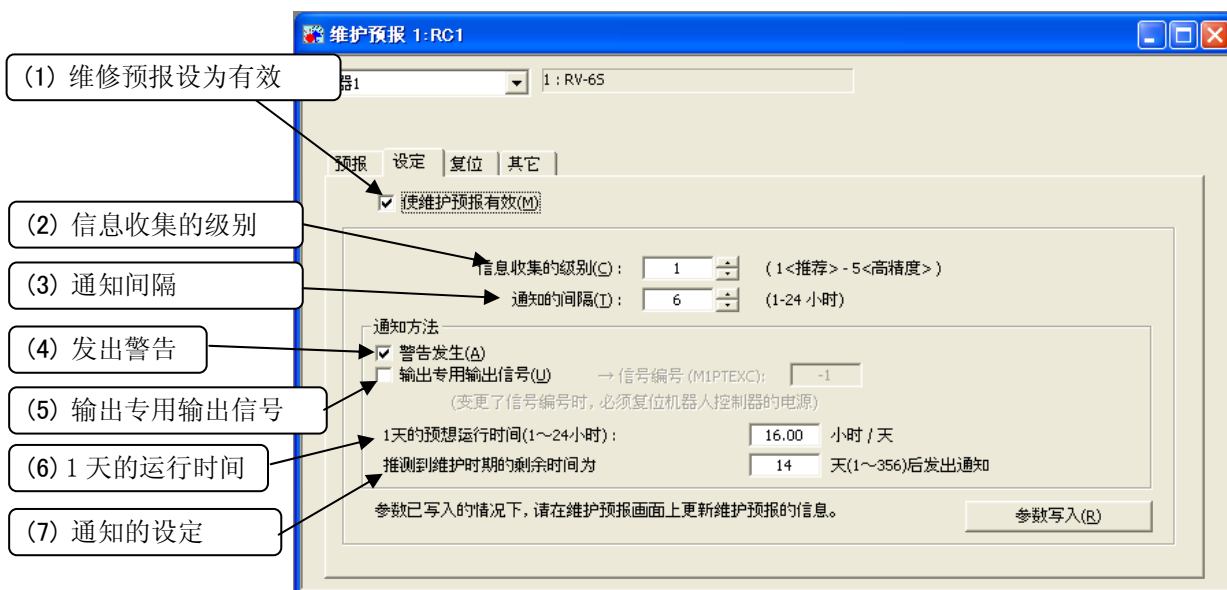 维护预报 1:RC1
(1) 维修预报设为有效
器1
1 : RV-6S
预报 设定 复位 其它
使维护预报有效(M)
(2) 信息收集的级别
信息收集的级别(C) : 1 ( 1<推荐> - 5<高精度> )
(3) 通知间隔
通知的间隔(T) : 6 (1-24 小时)
通知方法
(4) 发出警告
警告发生(A)
输出专用输出信号(U) → 信号编号 (M1PTEXC): -1
(变更了信号编号时, 必须复位机器人控制器的电源)
(5) 输出专用输出信号
1天的预想运行时间(1～24小时) : 16.00 小时 / 天
(6) 1 天的运行时间
推测到维护时期的剩余时间为 14 天(1～356)后发出通知
(7) 通知的设定
参数已写入的情况下, 请在维护预报画面上更新维护预报的信息。
参数写入(R)